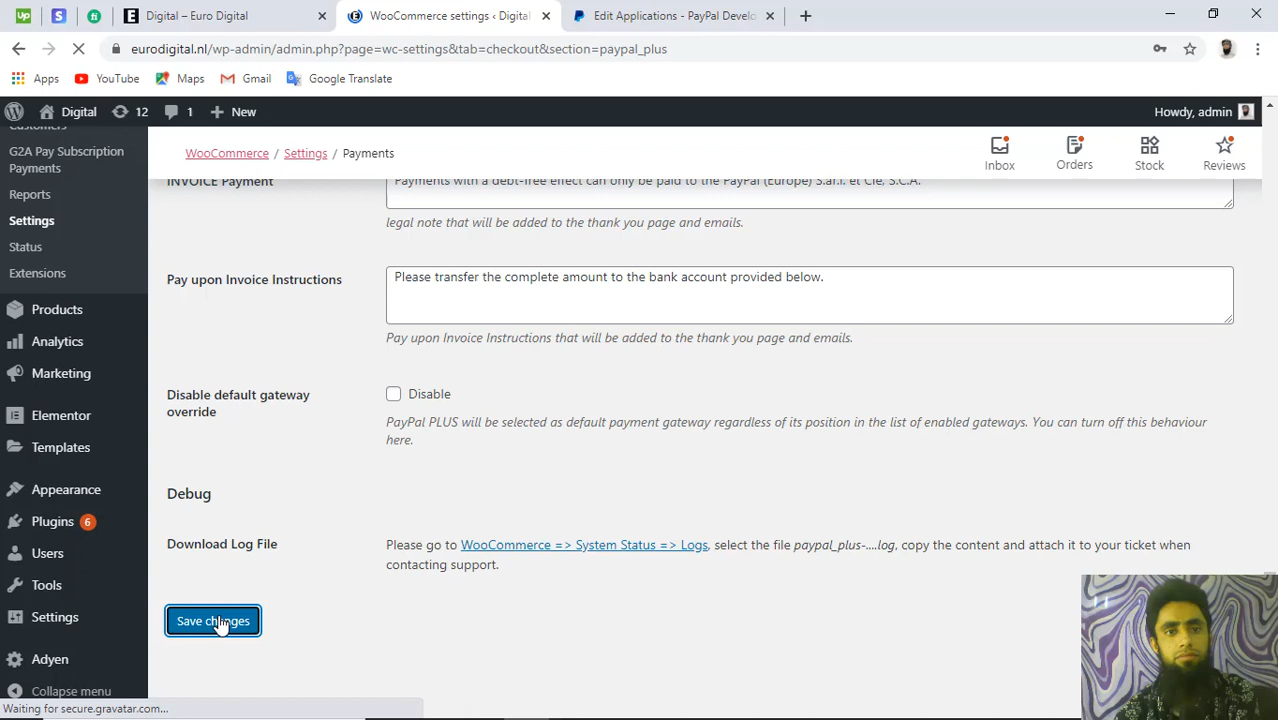 Digital – Euro Digital
WooCommerce settings ‹ Digital
Edit Applications - PayPal Develo
eurodigital.nl/wp-admin/admin.php?page=wc-settings&tab=checkout&section=paypal_plus
Apps YouTube Maps Gmail Google Translate
Digital 12 1 New Howdy, admin
Customers
G2A Pay Subscription
Payments
Reports
Settings
Status
Extensions
Products
Analytics
Marketing
Elementor
Templates
Appearance
Plugins 6
Users
Tools
Settings
Adyen
Collapse menu
WooCommerce / Settings / Payments
Inbox Orders Stock Reviews
INVOICE Payment
Payments with a debt-free effect can only be paid to the PayPal (Europe) S.ar.l. et Cie, S.C.A.
legal note that will be added to the thank you page and emails.
Pay upon Invoice Instructions
Please transfer the complete amount to the bank account provided below.
Pay upon Invoice Instructions that will be added to the thank you page and emails.
Disable default gateway
override
Disable
PayPal PLUS will be selected as default payment gateway regardless of its position in the list of enabled gateways. You can turn off this behaviour
here.
Debug
Download Log File
Please go to WooCommerce => System Status => Logs, select the file paypal_plus-....log, copy the content and attach it to your ticket when
contacting support.
Save changes
Waiting for secure.gravatar.com...